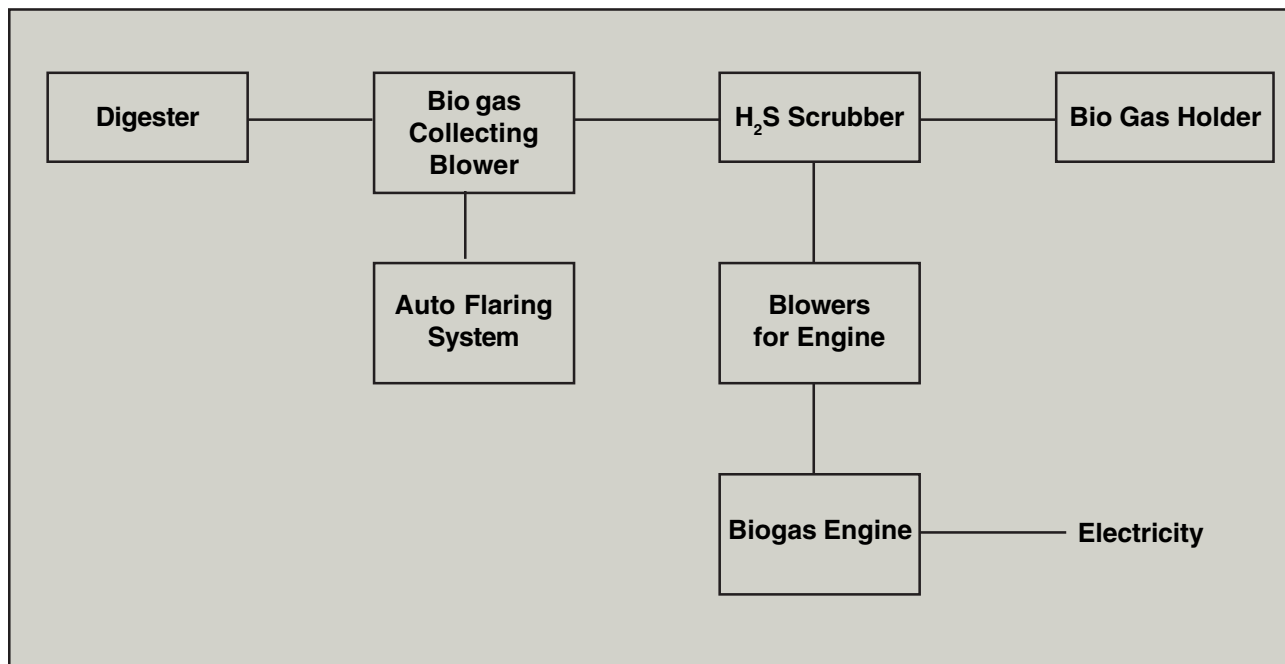 Digester
Bio gas
Collecting
Blower
H₂S Scrubber
Bio Gas Holder
Auto Flaring
System
Blowers
for Engine
Biogas Engine
Electricity